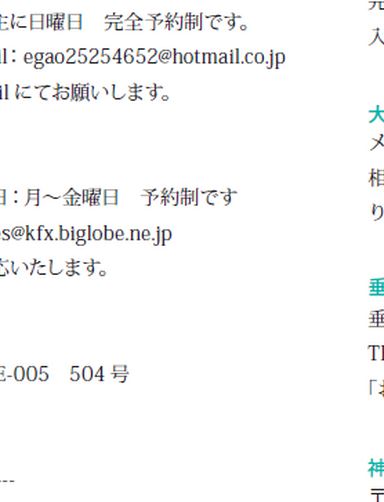 主に日曜日　完全予約制です。
il：egao25254652@hotmail.co.jp
il にてお願いします。
日：月～金曜日　予約制です
es@kfx.biglobe.ne.jp
応いたします。
E-005　504 号
---
入
大
メ
相
り
垂
垂
TE
「お
神
〒